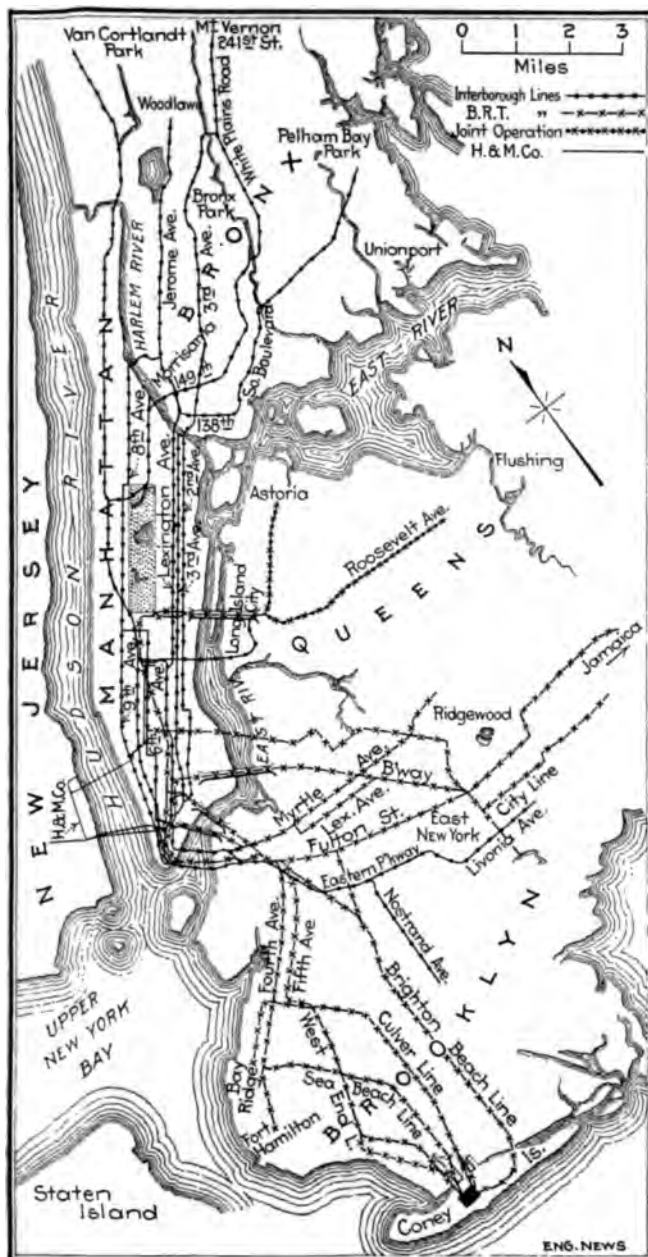 Van Cortlandt
Park
Mt. Vernon
241st St.
0 1 2 3
Miles
Interborough Lines
B.R.T. "
Joint Operation
H.& M.Co.
Woodlawn
White Plains Road
Pelham Bay
Park
Bronx
Park
BRONX
Unionport
HARLEM RIVER
Jerome Ave.
3rd Ave.
Morrisania
149th
So. Boulevard
138th
EAST RIVER
N
Flushing
8th Ave.
Lexington Ave.
2nd Ave.
3rd Ave.
Astoria
Roosevelt Ave.
Long Island
City
QUEENS
NEW JERSEY
HUDSON RIVER
MANHATTAN
9th Ave.
6th Ave.
EAST RIV
Jamaica
Ridgewood
H.& M.Co.
Myrtle Ave.
B'way
Lex. Ave.
Fulton St.
East
New York
City Line
Livonia Ave.
Eastern P'kway
Nostrand Ave.
Fourth Ave.
Fifth Ave
UPPER
NEW YORK
BAY
Brighton Beach Line
Culver Line
West End L.
Sea Beach Line
Bay
Ridge
Fort
Hamilton
BROOKLYN
Staten
Island
Coney Is.
ENG. NEWS